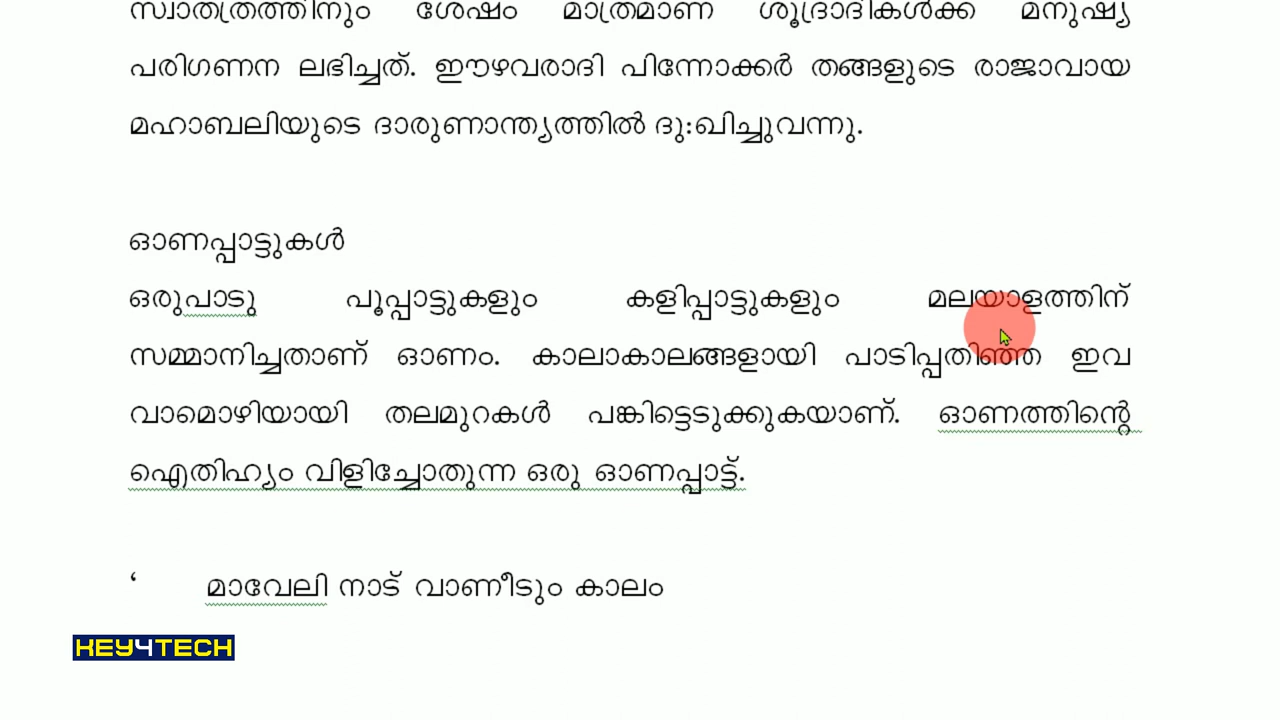 സ്വാതത്ര്രത്തിനും ശേഷം മാത്രമാണ ശൂദ്രാദികൾക്ക മനുഷ്യ
പരിഗണന ലഭിച്ചത്. ഈഴവരാദി പിന്നോക്കർ തങ്ങളുടെ രാജാവായ
മഹാബലിയുടെ ദാരുണാന്ത്യത്തിൽ ദു:ഖിച്ചുവന്നു.
ഓണപ്പാട്ടുകൾ
ഒരുപാടു പൂപ്പാട്ടുകളും കളിപ്പാട്ടുകളും മലയാളത്തിന്
സമ്മാനിച്ചതാണ് ഓണം. കാലാകാലങ്ങളായി പാടിപ്പതിഞ്ഞ ഇവ
വാമൊഴിയായി തലമുറകൾ പങ്കിട്ടെടുക്കുകയാണ്. ഓണത്തിന്റെ
ഐതിഹ്യം വിളിച്ചോതുന്ന ഒരു ഓണപ്പാട്ട്.
‘ മാവേലി നാട് വാണീടും കാലം
KEY4TECH